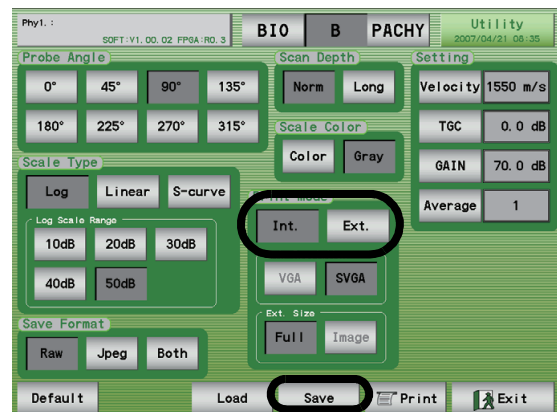 Phy1. :
SOFT:V1.00.02 FPGA:R0.3
BIO B PACHY
Utility
2007/04/21 08:35
Probe Angle
0° 45° 90° 135°
180° 225° 270° 315°
Scan Depth
Norm Long
Setting
Velocity 1550 m/s
TGC 0.0 dB
GAIN 70.0 dB
Average 1
Scale Color
Color Gray
Scale Type
Log Linear S-curve
Log Scale Range
10dB 20dB 30dB
40dB 50dB
Print Mode
Int. Ext.
VGA SVGA
Ext. Size
Full Image
Save Format
Raw Jpeg Both
Default Load Save Print Exit